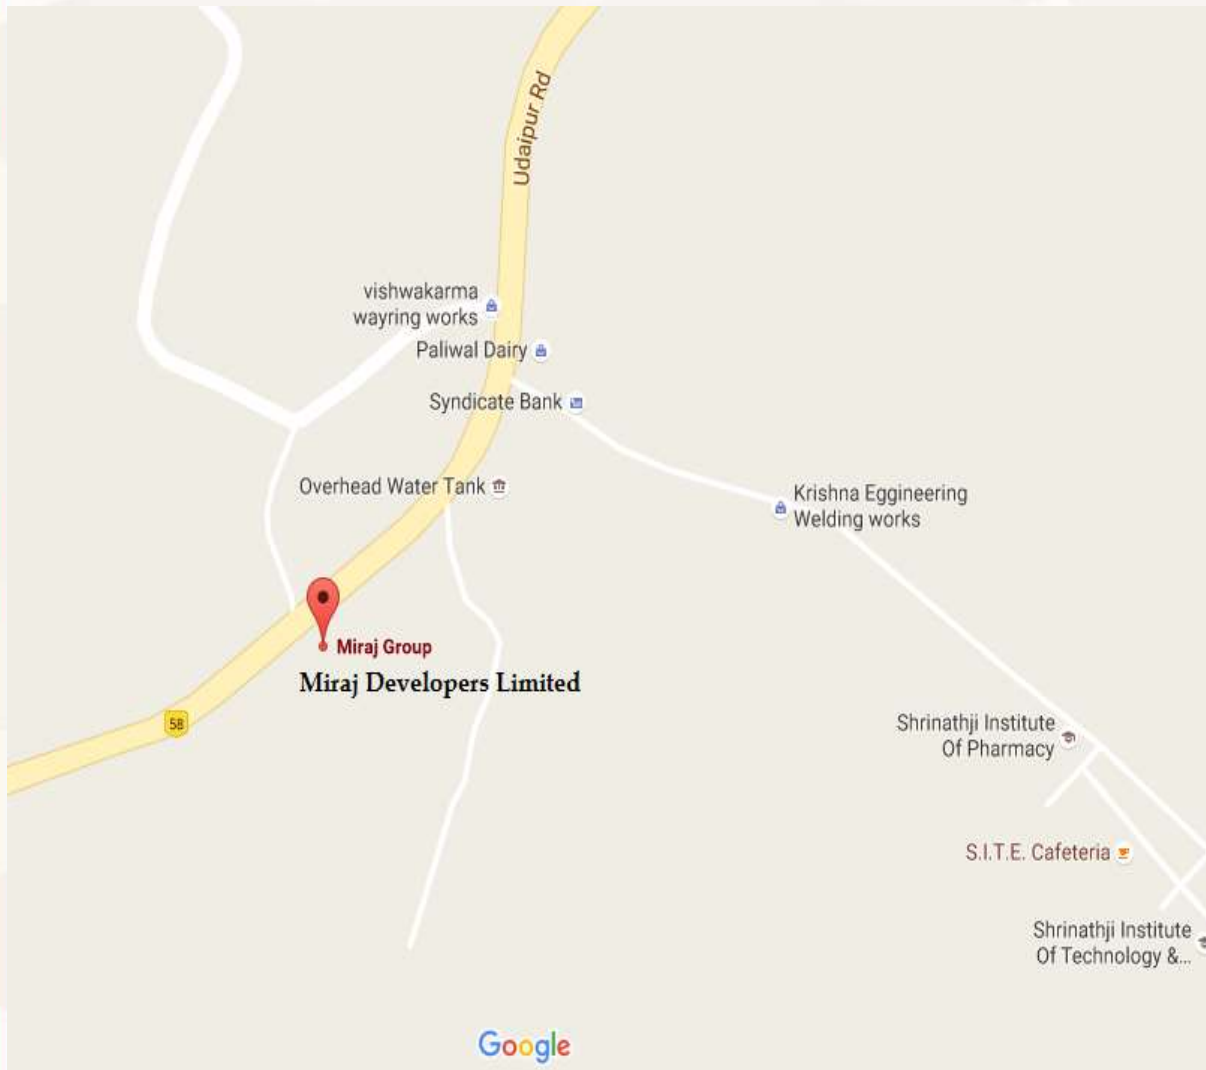 Udaipur Rd
vishwakarma
wayring works
Paliwal Dairy
Syndicate Bank
Overhead Water Tank
Krishna Eggineering
Welding works
Miraj Group
Miraj Developers Limited
58
Shrinathji Institute
Of Pharmacy
S.I.T.E. Cafeteria
Shrinathji Institute
Of Technology &...
Google